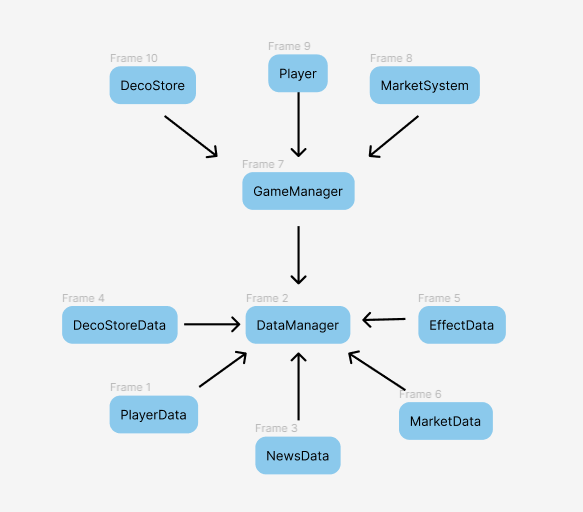 Frame 10
DecoStore
Frame 9
Player
Frame 8
MarketSystem
Frame 7
GameManager
Frame 4
DecoStoreData
Frame 2
DataManager
Frame 5
EffectData
Frame 1
PlayerData
Frame 3
NewsData
Frame 6
MarketData